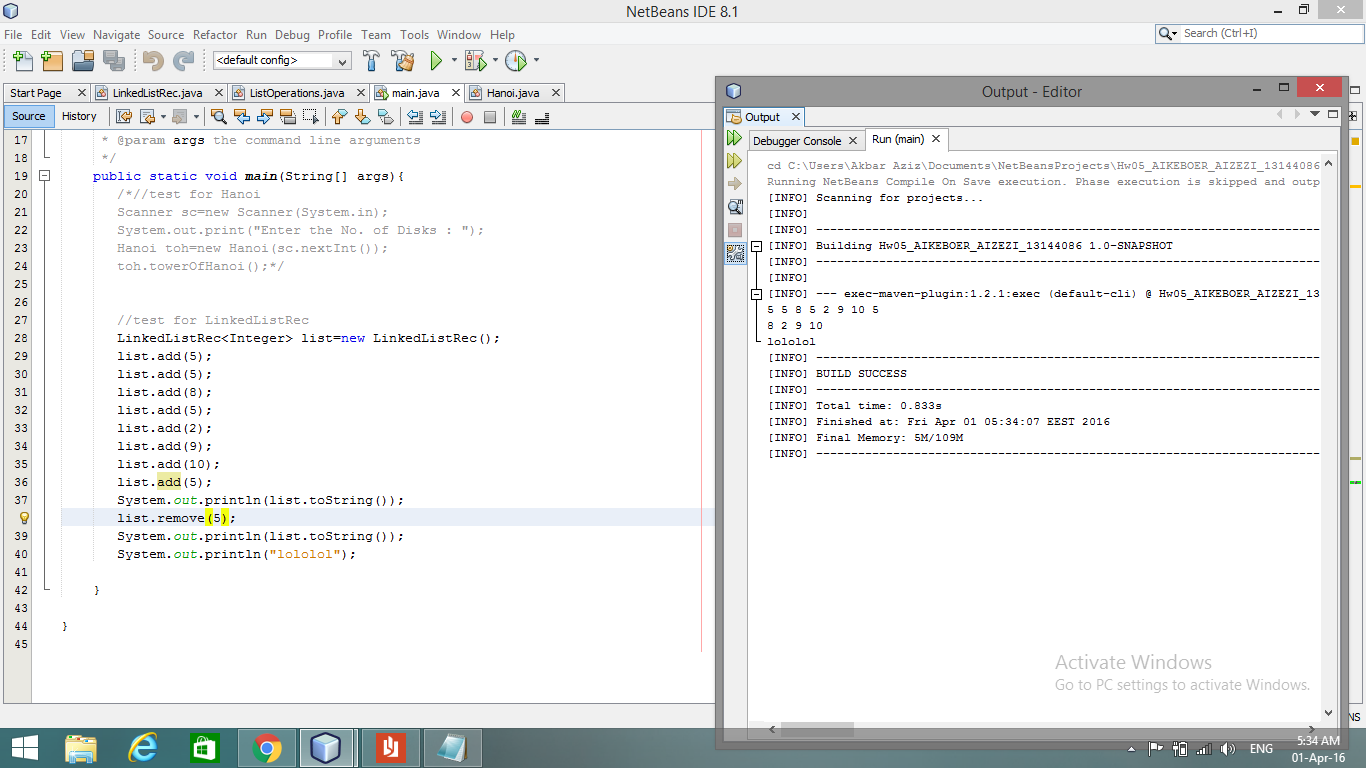 NetBeans IDE 8.1
File Edit View Navigate Source Refactor Run Debug Profile Team Tools Window Help
Search (Ctrl+I)
<default config>
Start Page LinkedListRec.java ListOperations.java main.java Hanoi.java
Source History
17 * @param args the command line arguments
18 */
19 public static void main(String[] args){
20 /*//test for Hanoi
21 Scanner sc=new Scanner(System.in);
22 System.out.print("Enter the No. of Disks : ");
23 Hanoi toh=new Hanoi(sc.nextInt());
24 toh.towerOfHanoi();*/
25
26
27 //test for LinkedListRec
28 LinkedListRec<Integer> list=new LinkedListRec();
29 list.add(5);
30 list.add(5);
31 list.add(8);
32 list.add(5);
33 list.add(2);
34 list.add(9);
35 list.add(10);
36 list.add(5);
37 System.out.println(list.toString());
list.remove(5);
39 System.out.println(list.toString());
40 System.out.println("lololol");
41
42 }
43
44 }
45
Output - Editor
Output
Debugger Console Run (main)
cd C:\Users\Akbar Aziz\Documents\NetBeansProjects\Hw05_AIKEBOER_AIZEZI_13144086
Running NetBeans Compile On Save execution. Phase execution is skipped and outp
[INFO] Scanning for projects...
[INFO]
[INFO] ------------------------------------------------------------------------
[INFO] Building Hw05_AIKEBOER_AIZEZI_13144086 1.0-SNAPSHOT
[INFO] ------------------------------------------------------------------------
[INFO]
[INFO] --- exec-maven-plugin:1.2.1:exec (default-cli) @ Hw05_AIKEBOER_AIZEZI_13
5 5 8 5 2 9 10 5
8 2 9 10
lololol
[INFO] ------------------------------------------------------------------------
[INFO] BUILD SUCCESS
[INFO] ------------------------------------------------------------------------
[INFO] Total time: 0.833s
[INFO] Finished at: Fri Apr 01 05:34:07 EEST 2016
[INFO] Final Memory: 5M/109M
[INFO] ------------------------------------------------------------------------
Activate Windows
Go to PC settings to activate Windows.
NS
ENG
5:34 AM
01-Apr-16